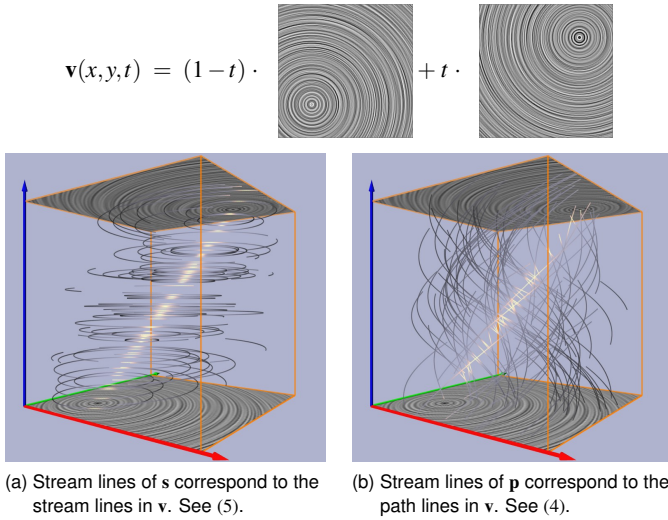 v(x,y,t) = (1−t) · + t ·
(a) Stream lines of s correspond to the
stream lines in v. See (5).
(b) Stream lines of p correspond to the
path lines in v. See (4).